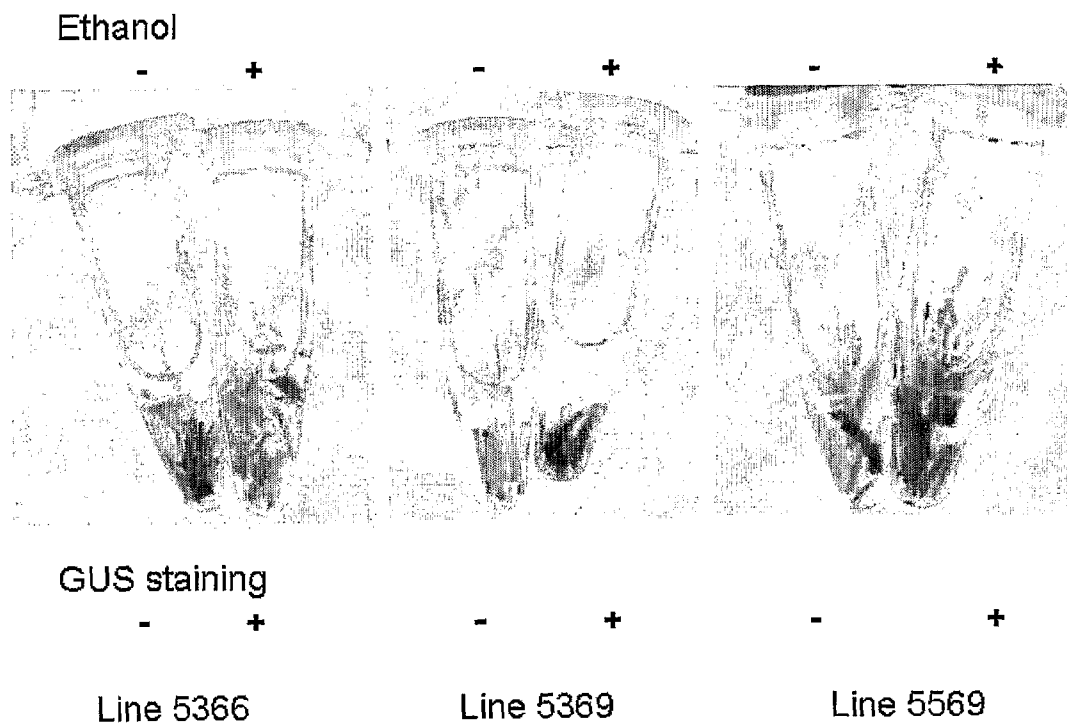 Ethanol
- + - + - +
GUS staining
- + - + - +
Line 5366 Line 5369 Line 5569